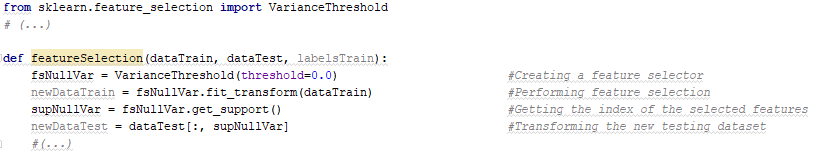 from sklearn.feature_selection import VarianceThreshold
# (...)
def featureSelection(dataTrain, dataTest, labelsTrain):
    fsNullVar = VarianceThreshold(threshold=0.0) #Creating a feature selector
    newDataTrain = fsNullVar.fit_transform(dataTrain) #Performing feature selection
    supNullVar = fsNullVar.get_support() #Getting the index of the selected features
    newDataTest = dataTest[:, supNullVar] #Transforming the new testing dataset
    #(...)